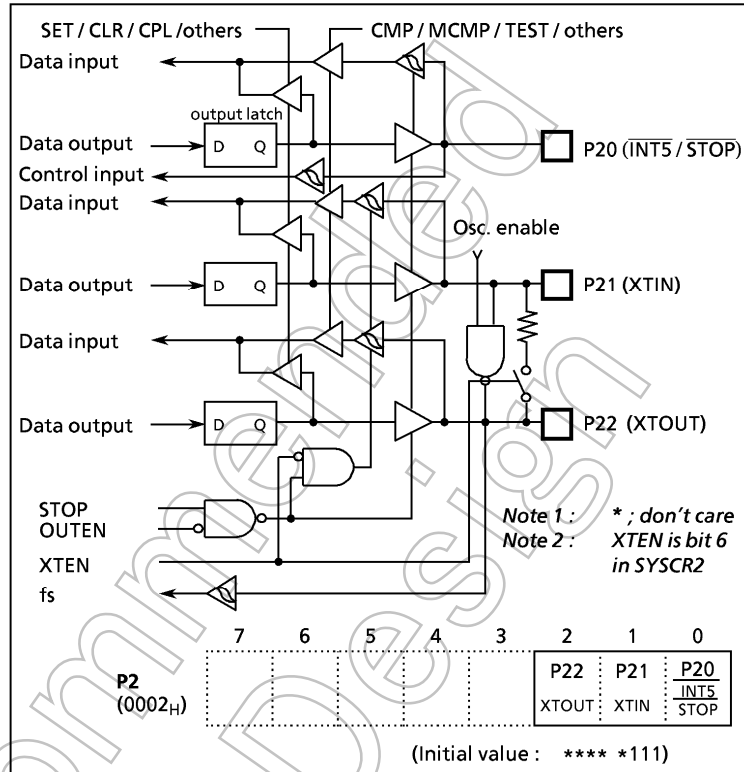 SET / CLR / CPL /others
CMP / MCMP / TEST / others
Data input
output latch
Data output
D Q
P20 (INT5 / STOP)
Control input
Data input
Osc. enable
Data output
D Q
P21 (XTIN)
Data input
Data output
D Q
P22 (XTOUT)
STOP
OUTEN
XTEN
fs
Note 1 : * ; don't care
Note 2 : XTEN is bit 6
in SYSCR2
7 6 5 4 3 2 1 0
P2
(0002H)
P22
XTOUT
P21
XTIN
P20
INT5
STOP
(Initial value : **** *111)
ommended
Design